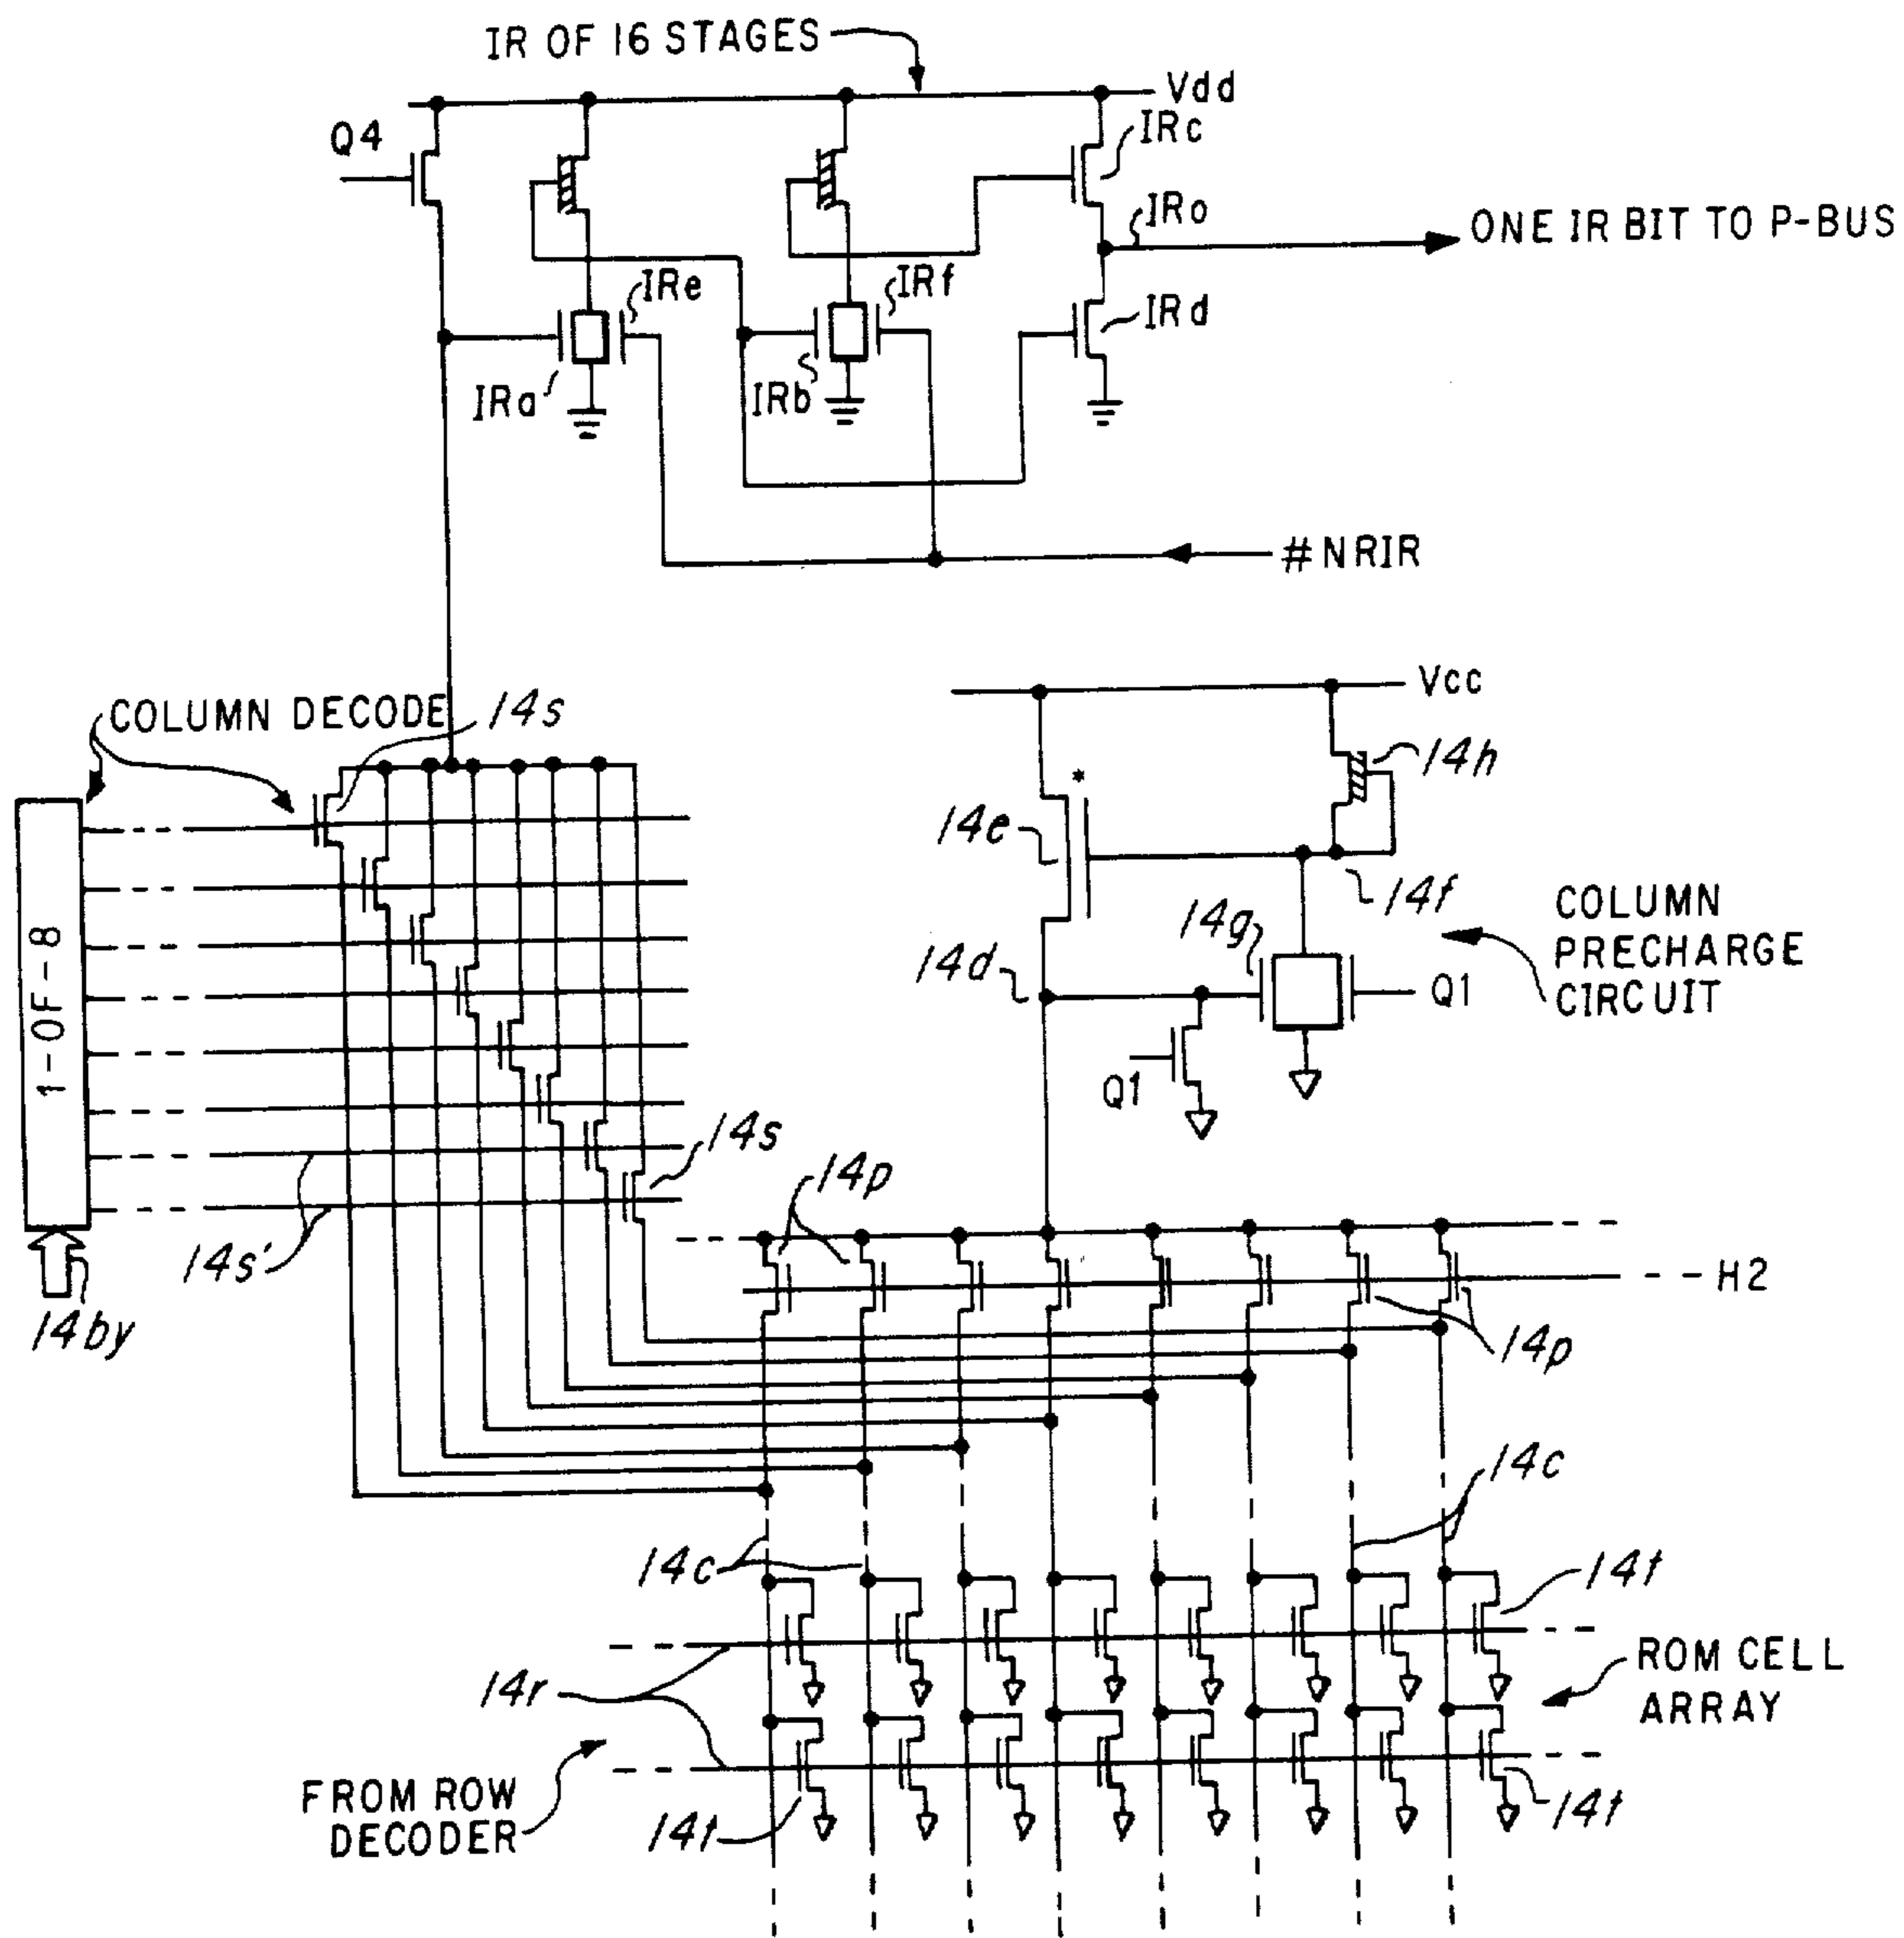 IR OF 16 STAGES
Vdd
Q4
IRc
IRo
ONE IR BIT TO P-BUS
IRe
IRf
IRd
IRa
IRb
#NRIR
Vcc
COLUMN DECODE
14s
14h
*
14e
14f
COLUMN
PRECHARGE
CIRCUIT
14g
14d
Q1
Q1
1-OF-8
14s
14p
14s'
H2
14by
14p
14c
14c
14t
ROM CELL
ARRAY
14r
FROM ROW
DECODER
14t
14t